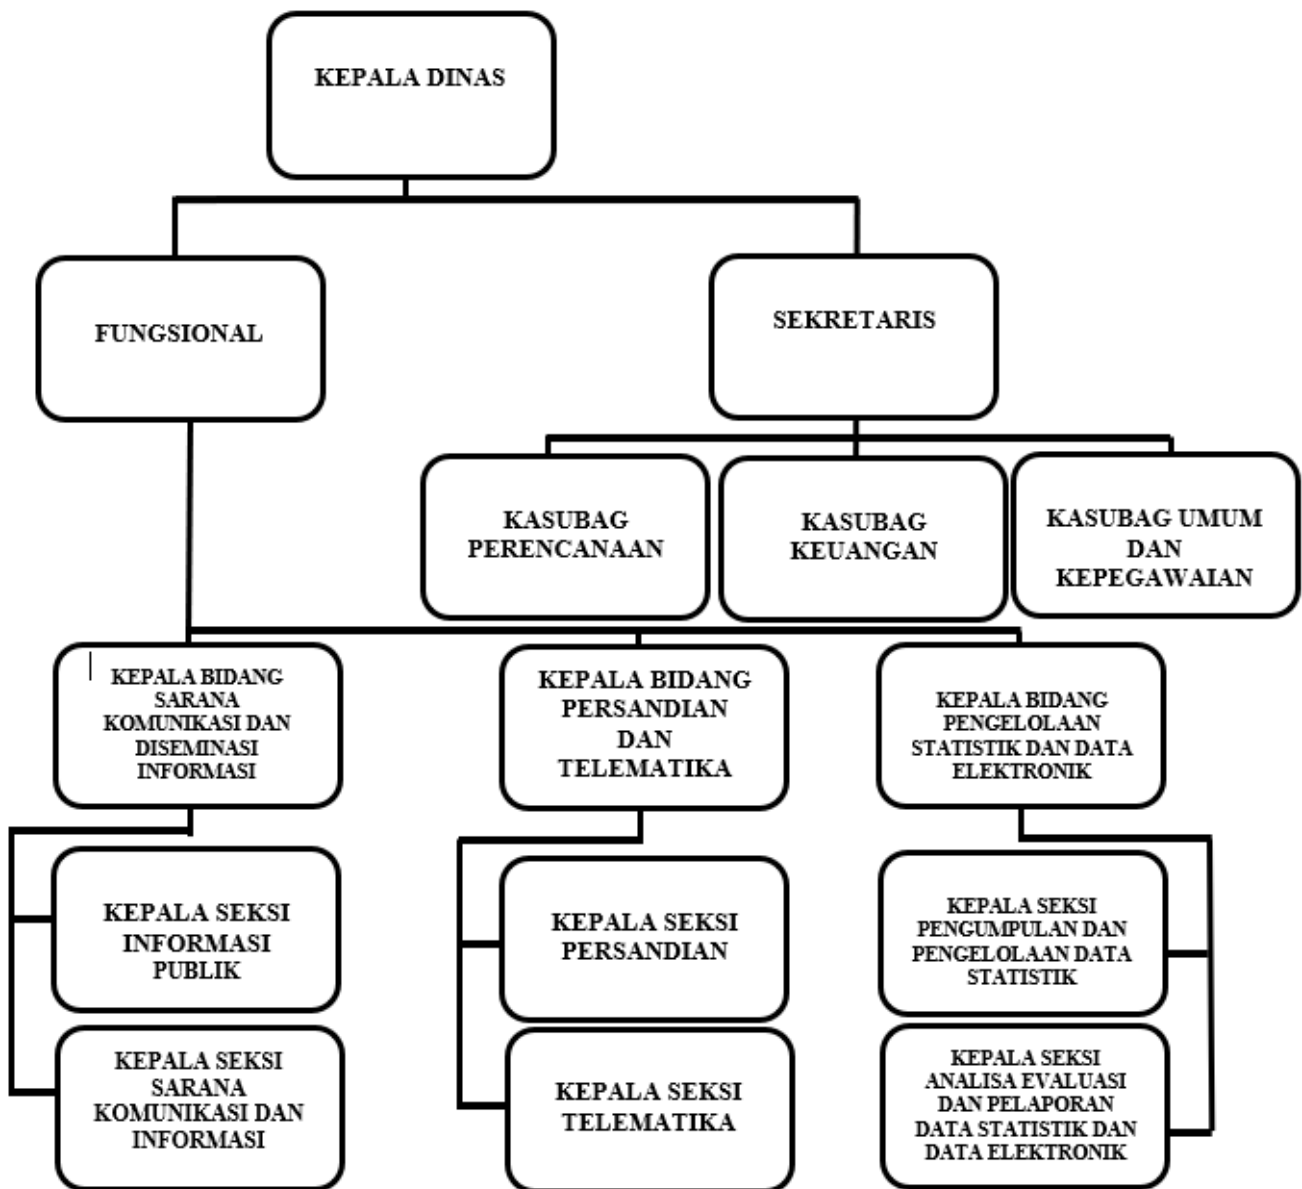 KEPALA DINAS
FUNGSIONAL
SEKRETARIS
KASUBAG
PERENCANAAN
KASUBAG
KEUANGAN
KASUBAG UMUM
DAN
KEPEGAWAIAN
KEPALA BIDANG
SARANA
KOMUNIKASI DAN
DISEMINASI
INFORMASI
KEPALA BIDANG
PERSANDIAN
DAN
TELEMATIKA
KEPALA BIDANG
PENGELOLAAN
STATISTIK DAN DATA
ELEKTRONIK
KEPALA SEKSI
INFORMASI
PUBLIK
KEPALA SEKSI
PERSANDIAN
KEPALA SEKSI
PENGUMPULAN DAN
PENGELOLAAN DATA
STATISTIK
KEPALA SEKSI
SARANA
KOMUNIKASI DAN
INFORMASI
KEPALA SEKSI
TELEMATIKA
KEPALA SEKSI
ANALISA EVALUASI
DAN PELAPORAN
DATA STATISTIK DAN
DATA ELEKTRONIK